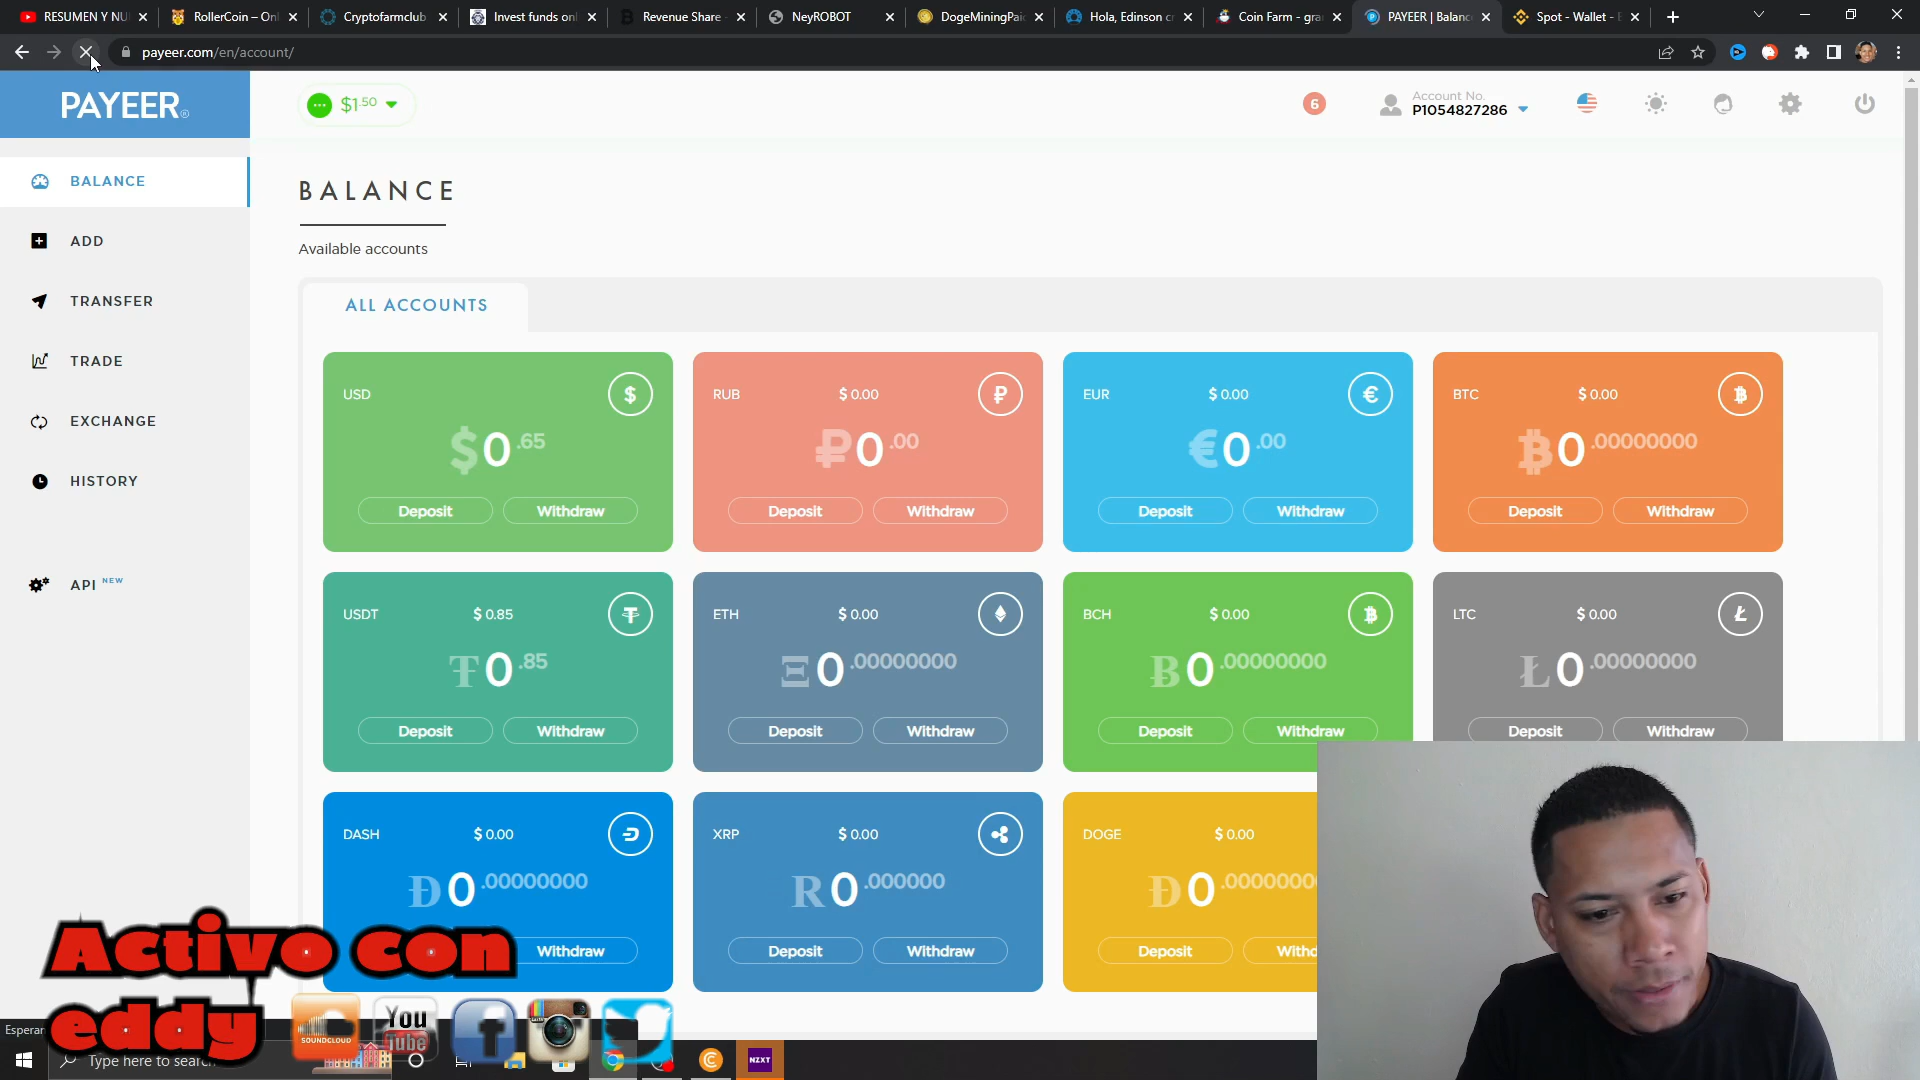 RESUMEN Y NU
RollerCoin – Onl
Cryptofarmclub
Invest funds onl
Revenue Share -
NeyROBOT
DogeMiningPaid
Hola, Edinson cr
Coin Farm - gra
PAYEER | Balanc
Spot - Wallet -
payeer.com/en/account/
PAYEER®
$1.50
6
Account No.
P1054827286
BALANCE
ADD
TRANSFER
TRADE
EXCHANGE
HISTORY
API NEW
BALANCE
Available accounts
ALL ACCOUNTS
USD
$0.65
Deposit Withdraw
RUB $ 0.00
₽0.00
Deposit Withdraw
EUR $ 0.00
€0.00
Deposit Withdraw
BTC $ 0.00
₿0.00000000
Deposit Withdraw
USDT $ 0.85
₮0.85
Deposit Withdraw
ETH $ 0.00
Ξ0.00000000
Deposit Withdraw
BCH $ 0.00
Ƀ0.00000000
Deposit Withdraw
LTC $ 0.00
Ł0.00000000
Deposit Withdraw
DASH $ 0.00
Đ0.00000000
Withdraw
XRP $ 0.00
R0.000000
Deposit Withdraw
DOGE $ 0.00
Ð0.0000000
Deposit Withd
Activo con
eddy
SOUNDCLOUD
You
Tube
Esperan
Type here to search
NZXT